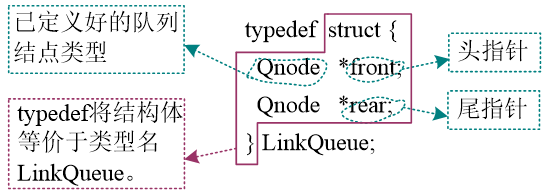 已定义好的队列
结点类型
typedef struct {
Qnode *front;
Qnode *rear;
} LinkQueue;
头指针
尾指针
typedef将结构体
等价于类型名
LinkQueue。